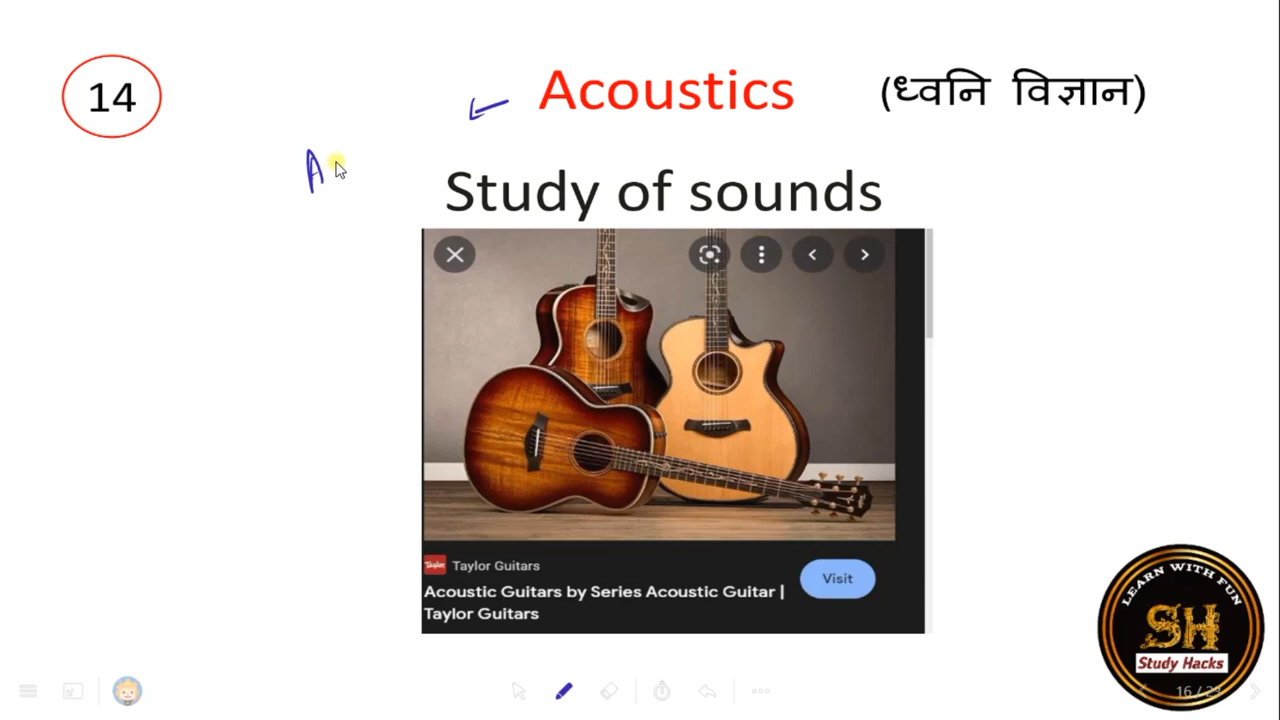 14
Acoustics (ध्वनि विज्ञान)
A
Study of sounds
Taylor Guitars
Visit
Acoustic Guitars by Series Acoustic Guitar |
Taylor Guitars
LEARN WITH FUN
SH
Study Hacks